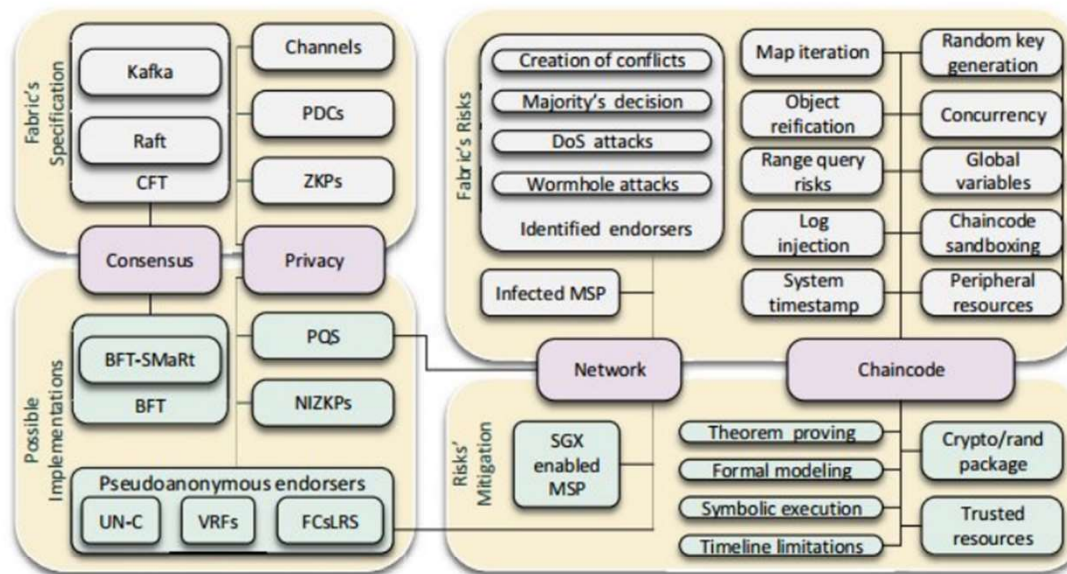 Fabric's
Specification
Kafka
Raft
CFT
Channels
PDCs
ZKPs
Consensus
Privacy
Possible
Implementations
BFT-SMaRt
BFT
PQS
NIZKPs
Pseudoanonymous endorsers
UN-C
VRFs
FCsLRS
Fabric's Risks
Creation of conflicts
Majority's decision
DoS attacks
Wormhole attacks
Identified endorsers
Infected MSP
Map iteration
Object
reification
Range query
risks
Log
injection
System
timestamp
Random key
generation
Concurrency
Global
variables
Chaincode
sandboxing
Peripheral
resources
Network
Chaincode
Risks'
Mitigation
SGX
enabled
MSP
Theorem proving
Formal modeling
Symbolic execution
Timeline limitations
Crypto/rand
package
Trusted
resources